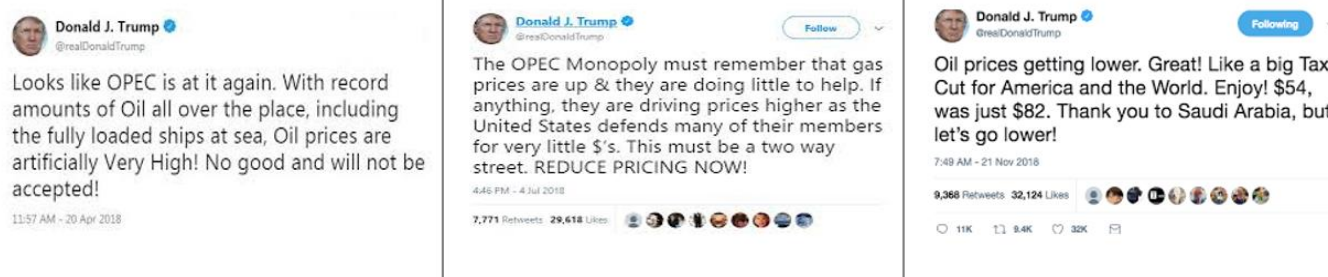 Donald J. Trump
@realDonaldTrump
Looks like OPEC is at it again. With record
amounts of Oil all over the place, including
the fully loaded ships at sea, Oil prices are
artificially Very High! No good and will not be
accepted!
11:57 AM - 20 Apr 2018
Donald J. Trump
@realDonaldTrump
Follow
The OPEC Monopoly must remember that gas
prices are up & they are doing little to help. If
anything, they are driving prices higher as the
United States defends many of their members
for very little $'s. This must be a two way
street. REDUCE PRICING NOW!
4:46 PM - 4 Jul 2018
7,771 Retweets 29,618 Likes
Donald J. Trump
@realDonaldTrump
Following
Oil prices getting lower. Great! Like a big Tax
Cut for America and the World. Enjoy! $54,
was just $82. Thank you to Saudi Arabia, but
let's go lower!
7:49 AM - 21 Nov 2018
9,368 Retweets 32,124 Likes
11K 9.4K 32K